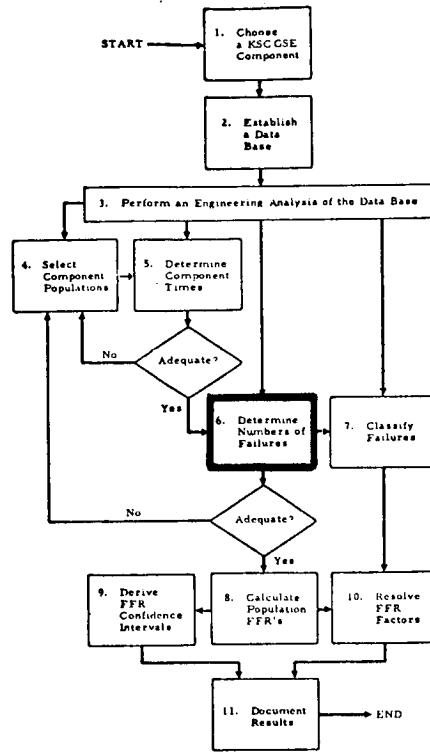 START
1. Choose
a KSC GSE
Component
2. Establish
a Data
Base
3. Perform an Engineering Analysis of the Data Base
4. Select
Component
Populations
5. Determine
Component
Times
Adequate?
No
Yes
6. Determine
Numbers of
Failures
7. Classify
Failures
No
Adequate?
Yes
9. Derive
FFR
Confidence
Intervals
8. Calculate
Population
FFR's
10. Resolve
FFR
Factors
11. Document
Results
END